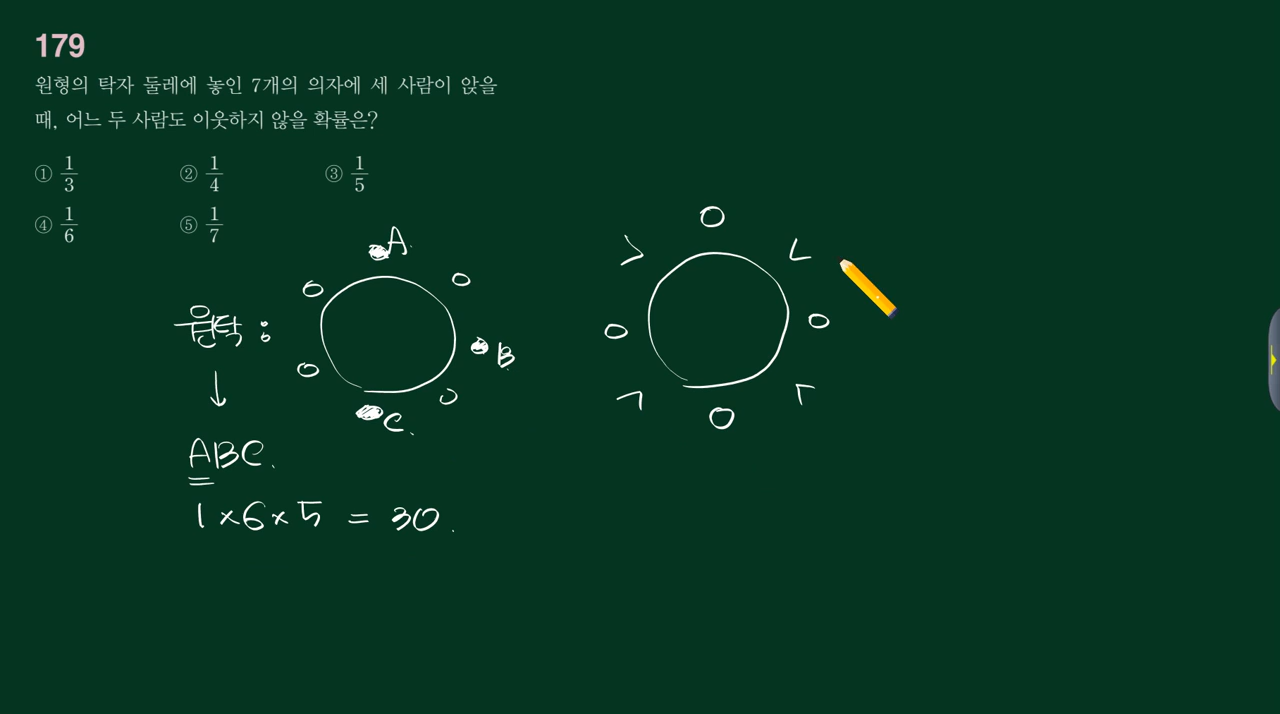 179
원형의 탁자 둘레에 놓인 7개의 의자에 세 사람이 앉을
때, 어느 두 사람도 이웃하지 않을 확률은?
① 1/3 ② 1/4 ③ 1/5
④ 1/6 ⑤ 1/7
A.
원탁 :
B.
C.
ABC.
1×6×5 = 30.